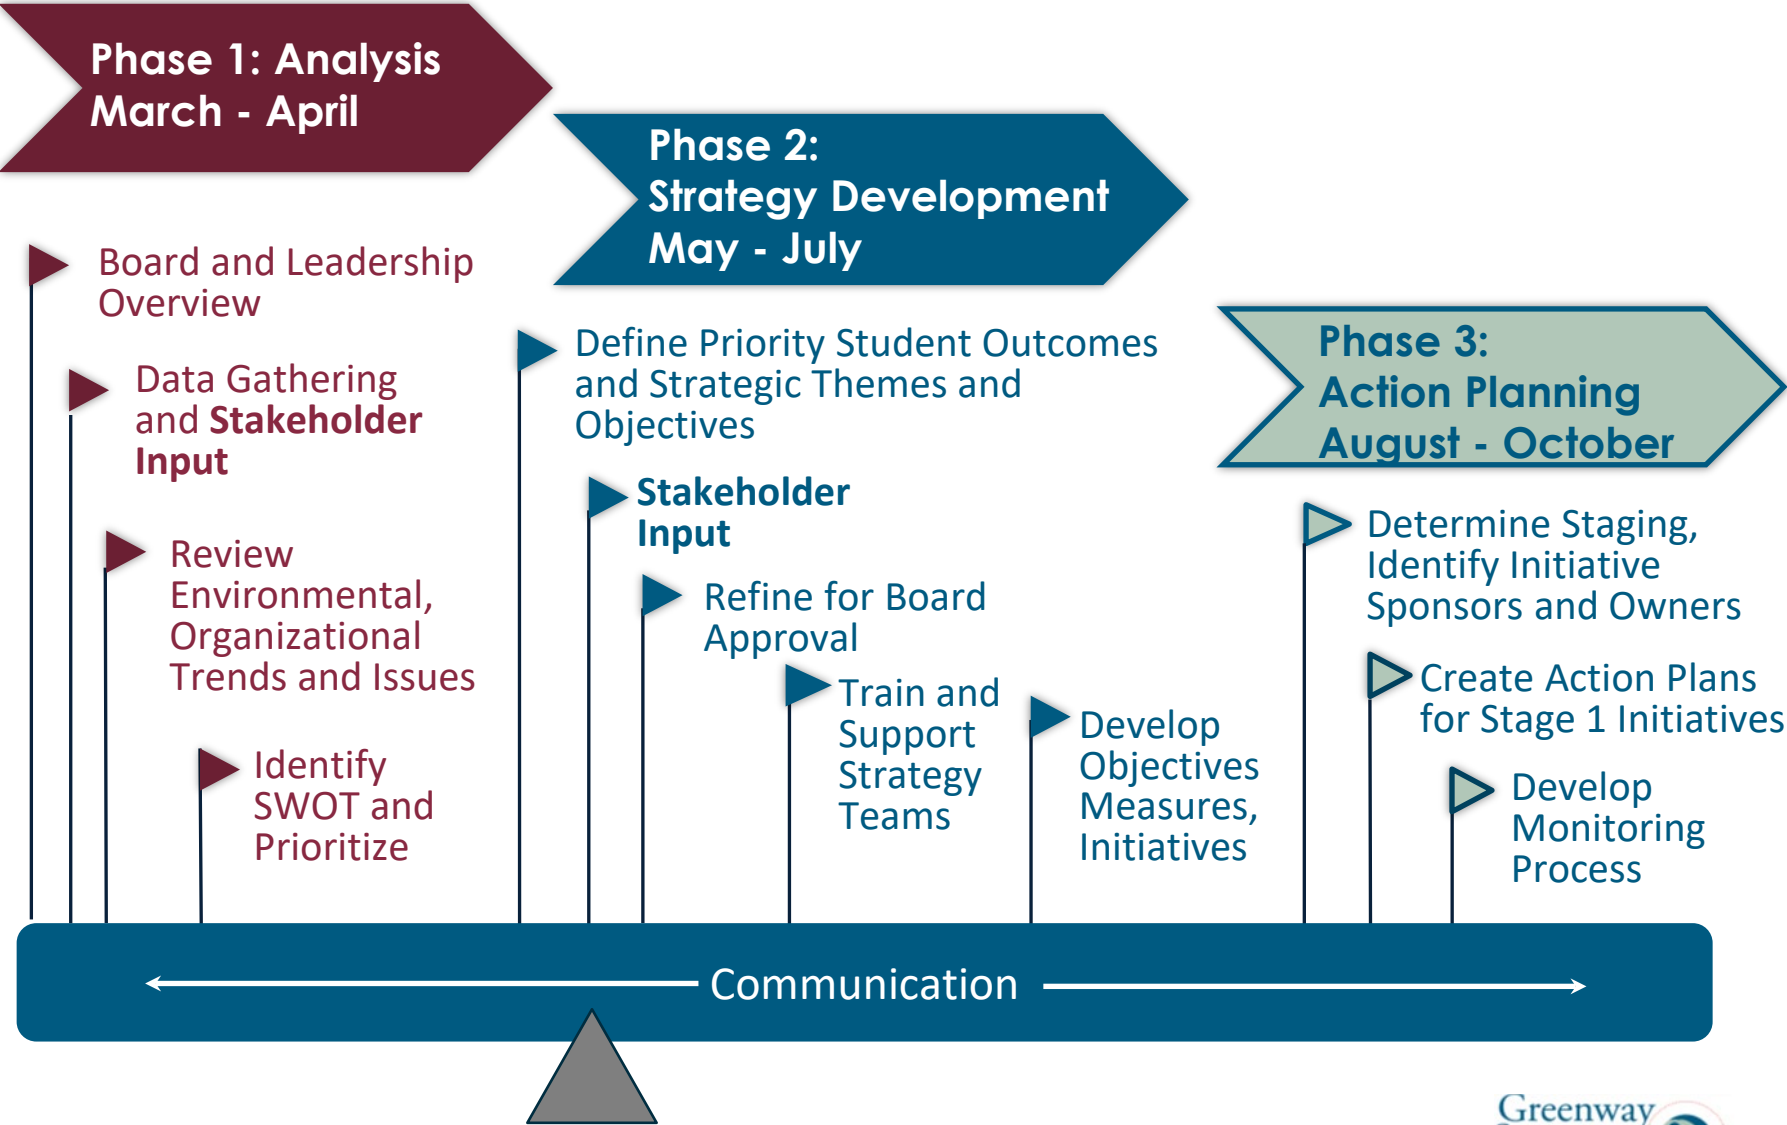 Phase 1: Analysis
March - April
Board and Leadership
Overview
Data Gathering
and Stakeholder
Input
Review
Environmental,
Organizational
Trends and Issues
Identify
SWOT and
Prioritize
Phase 2:
Strategy Development
May - July
Define Priority Student Outcomes
and Strategic Themes and
Objectives
Stakeholder
Input
Refine for Board
Approval
Train and
Support
Strategy
Teams
Develop
Objectives
Measures,
Initiatives
Phase 3:
Action Planning
August - October
Determine Staging,
Identify Initiative
Sponsors and Owners
Create Action Plans
for Stage 1 Initiatives
Develop
Monitoring
Process
Communication
Greenway